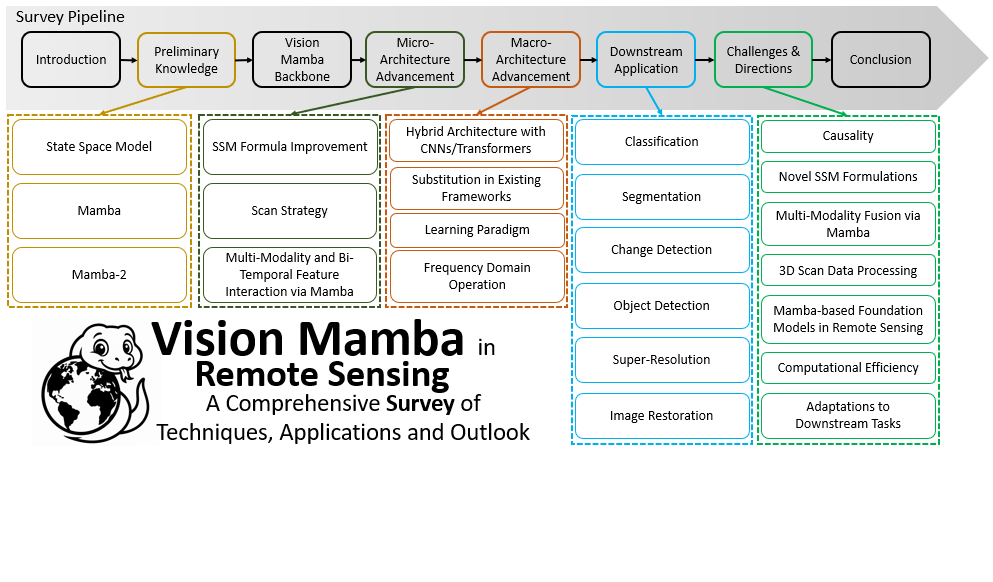 Survey Pipeline
Introduction
Preliminary
Knowledge
Vision
Mamba
Backbone
Micro-
Architecture
Advancement
Macro-
Architecture
Advancement
Downstream
Application
Challenges &
Directions
Conclusion
State Space Model
Mamba
Mamba-2
SSM Formula Improvement
Scan Strategy
Multi-Modality and Bi-
Temporal Feature
Interaction via Mamba
Hybrid Architecture with
CNNs/Transformers
Substitution in Existing
Frameworks
Learning Paradigm
Frequency Domain
Operation
Classification
Segmentation
Change Detection
Object Detection
Super-Resolution
Image Restoration
Causality
Novel SSM Formulations
Multi-Modality Fusion via
Mamba
3D Scan Data Processing
Mamba-based Foundation
Models in Remote Sensing
Computational Efficiency
Adaptations to
Downstream Tasks
Vision Mamba in
Remote Sensing
A Comprehensive Survey of
Techniques, Applications and Outlook